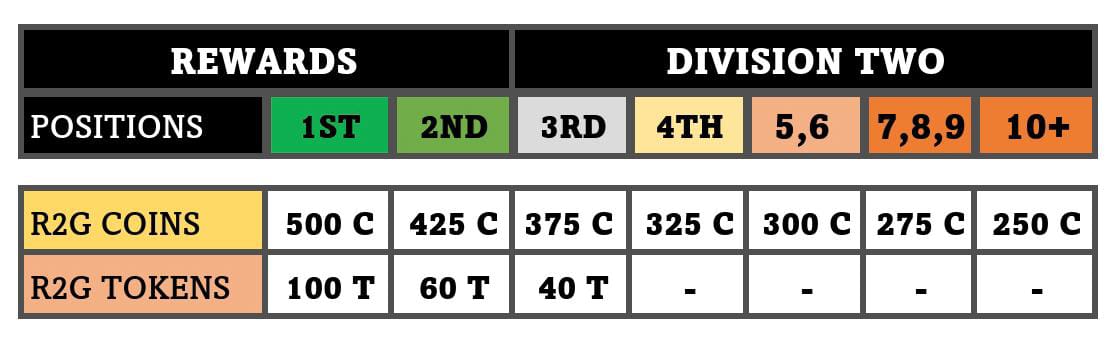 REWARDS DIVISION TWO
POSITIONS 1ST 2ND 3RD 4TH 5,6 7,8,9 10+
R2G COINS 500 C 425 C 375 C 325 C 300 C 275 C 250 C
R2G TOKENS 100 T 60 T 40 T - - - -